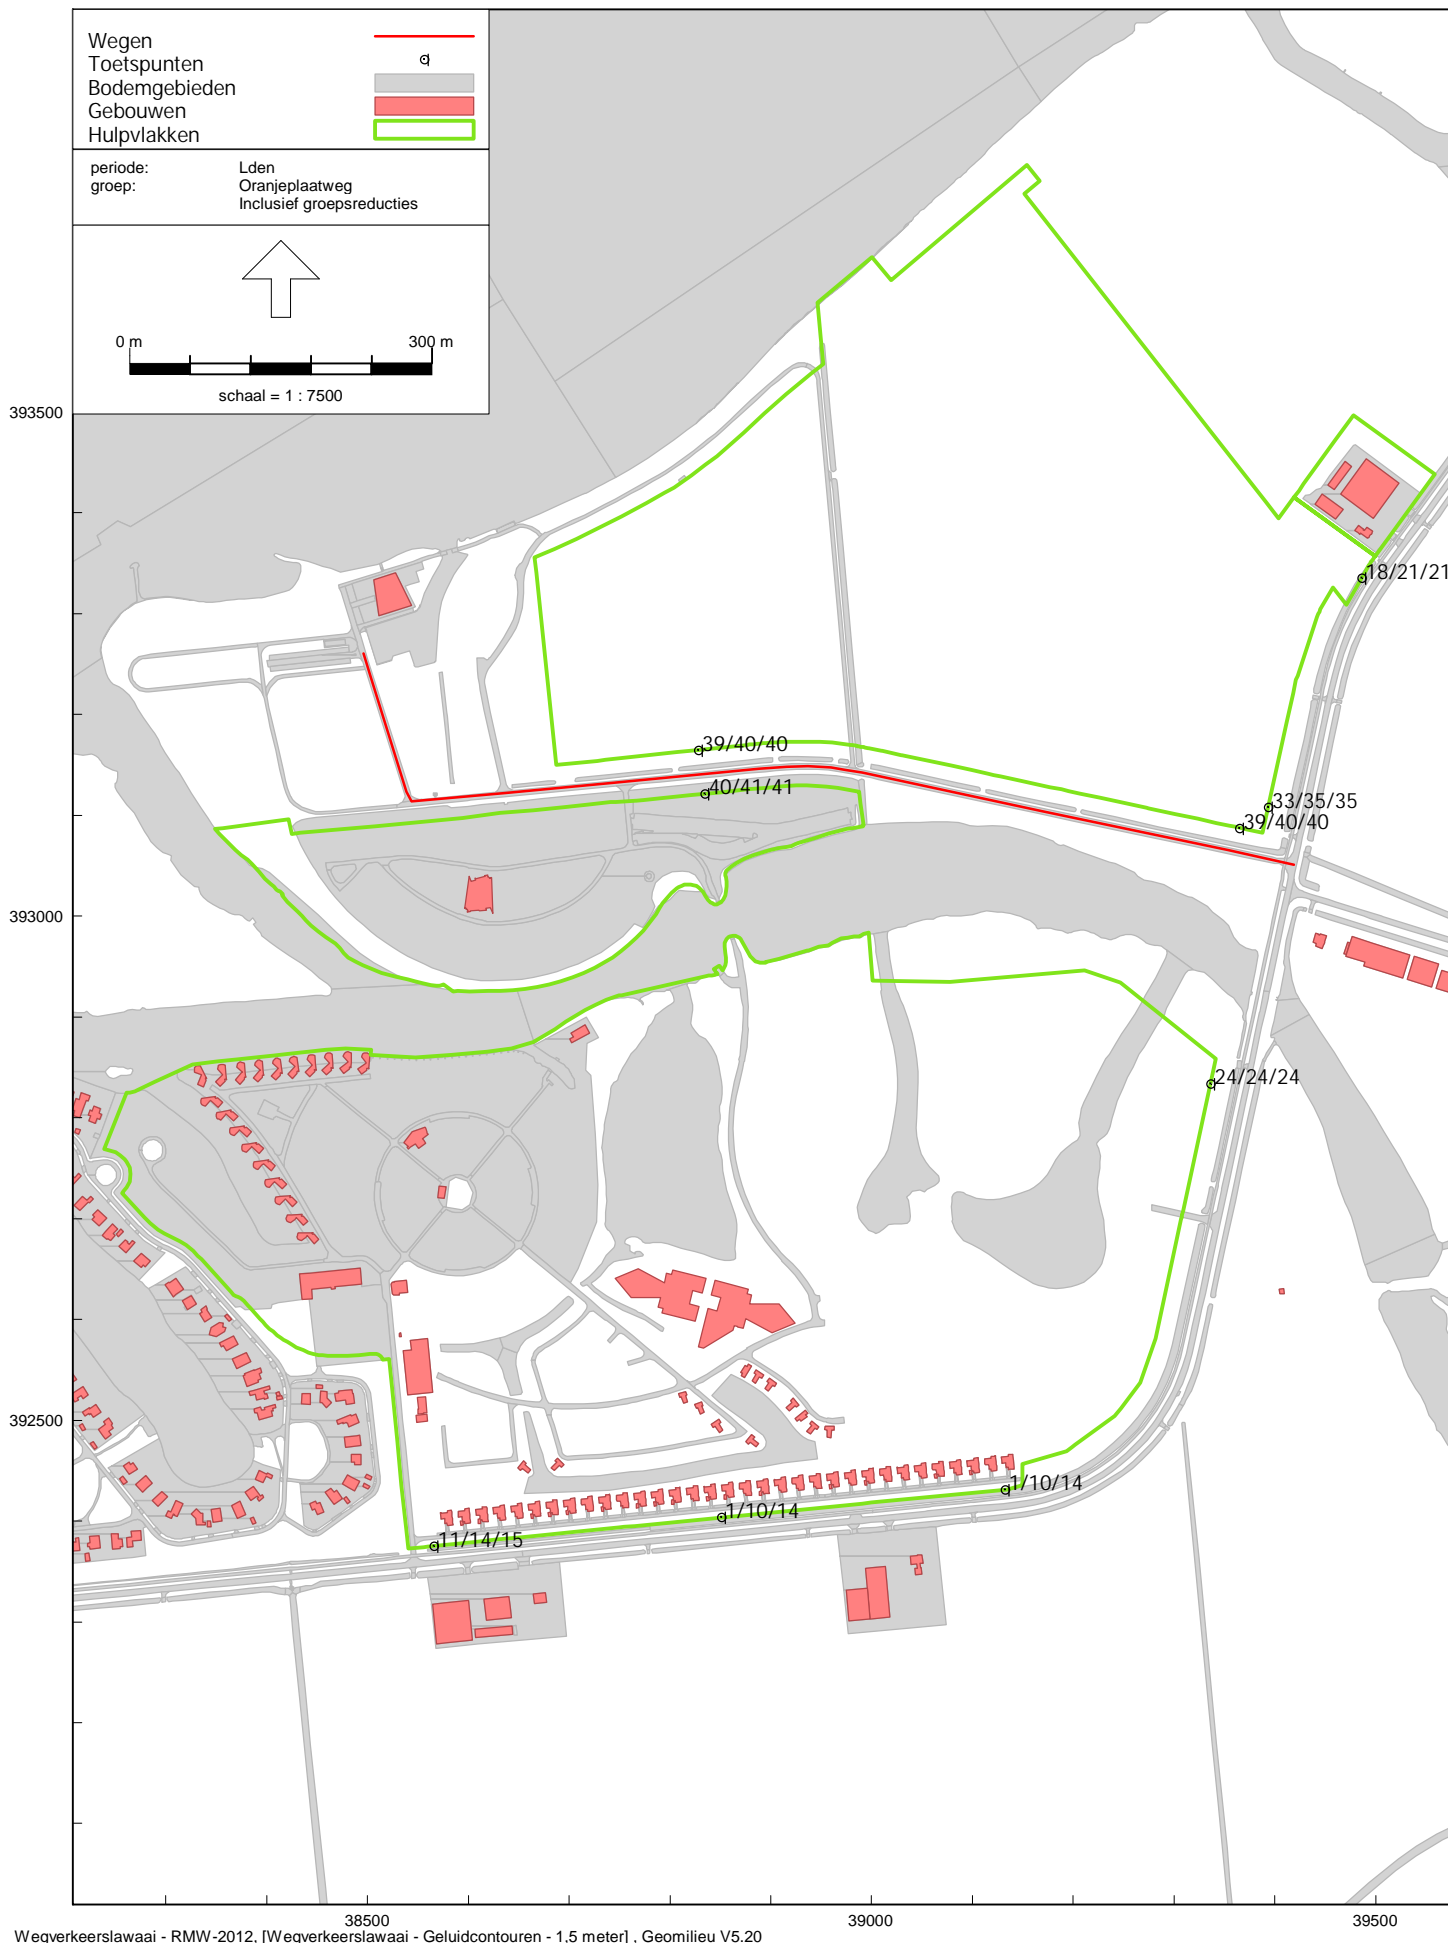 Wegen
Toetspunten
Bodemgebieden
Gebouwen
Hulpvlakken
periode: Lden
groep: Oranjeplaatweg
Inclusief groepsreducties
0 m 300 m
schaal = 1 : 7500
393500
18/21/21
39/40/40
40/41/41
33/35/35
39/40/40
393000
24/24/24
392500
1/10/14
1/10/14
11/14/15
38500 39000 39500
Wegverkeerslawaai - RMW-2012, [Wegverkeerslawaai - Geluidcontouren - 1,5 meter] , Geomilieu V5.20